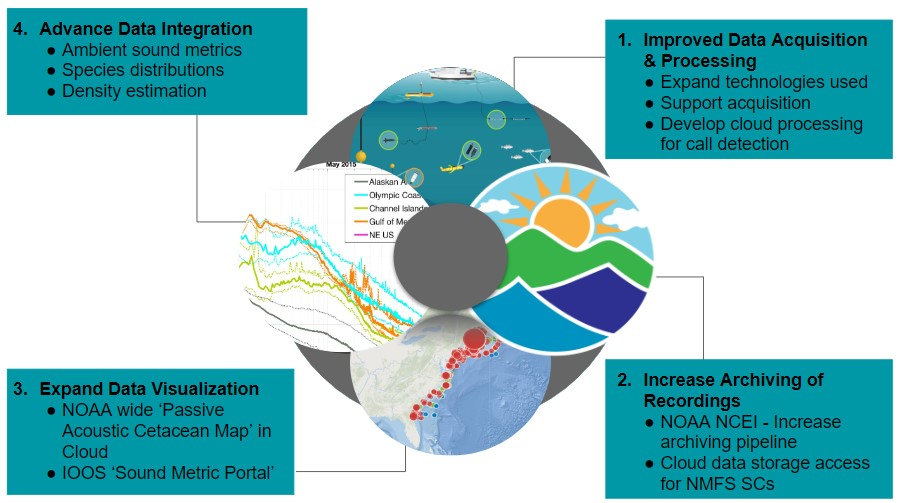 4. Advance Data Integration
● Ambient sound metrics
● Species distributions
● Density estimation
1. Improved Data Acquisition
& Processing
● Expand technologies used
● Support acquisition
● Develop cloud processing
for call detection
May 2015
Alaskan A
Olympic Coas
Channel Island
Gulf of Me
NE US
3. Expand Data Visualization
● NOAA wide ‘Passive
Acoustic Cetacean Map’ in
Cloud
● IOOS ‘Sound Metric Portal’
2. Increase Archiving of
Recordings
● NOAA NCEI - Increase
archiving pipeline
● Cloud data storage access
for NMFS SCs